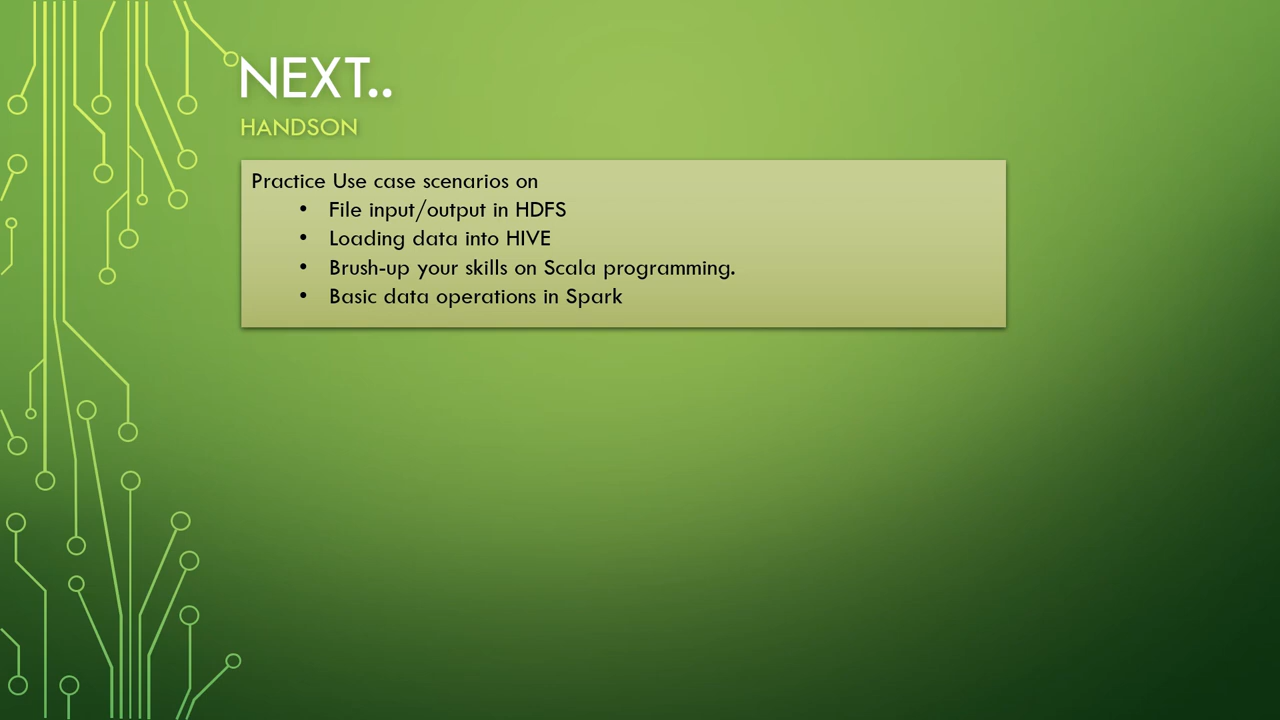 NEXT..
HANDSON
Practice Use case scenarios on
• File input/output in HDFS
• Loading data into HIVE
• Brush-up your skills on Scala programming.
• Basic data operations in Spark